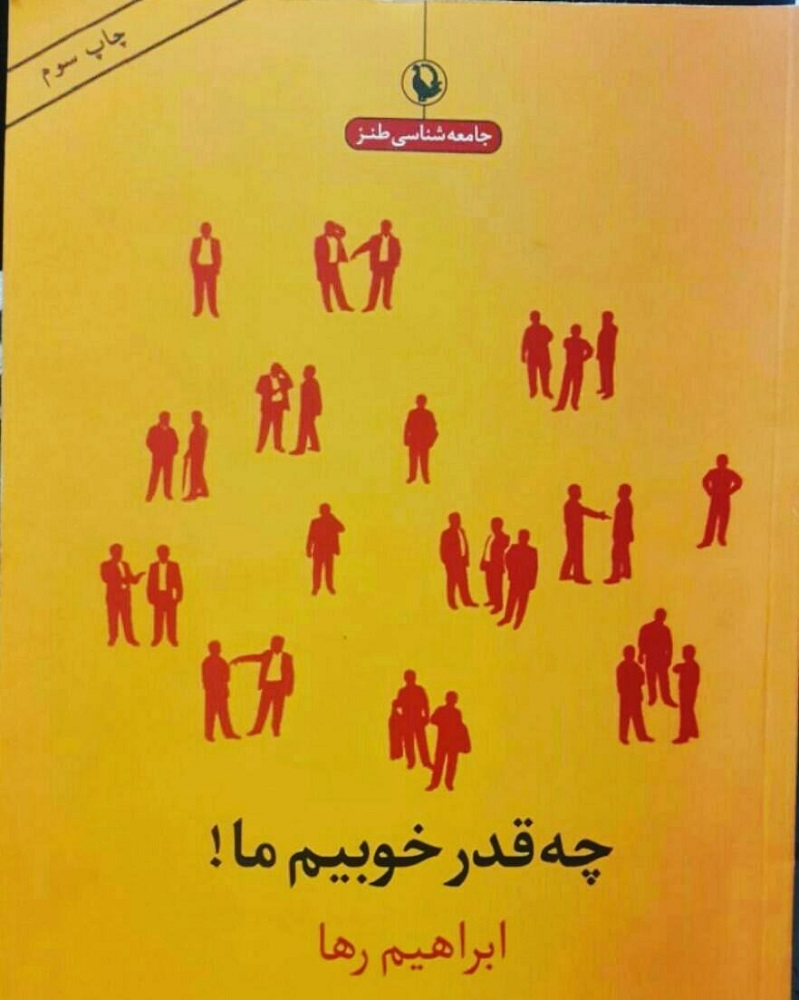 چاپ سوم
جامعه‌شناسی طنز
چه‌قدر خوبیم ما!
ابراهیم رها